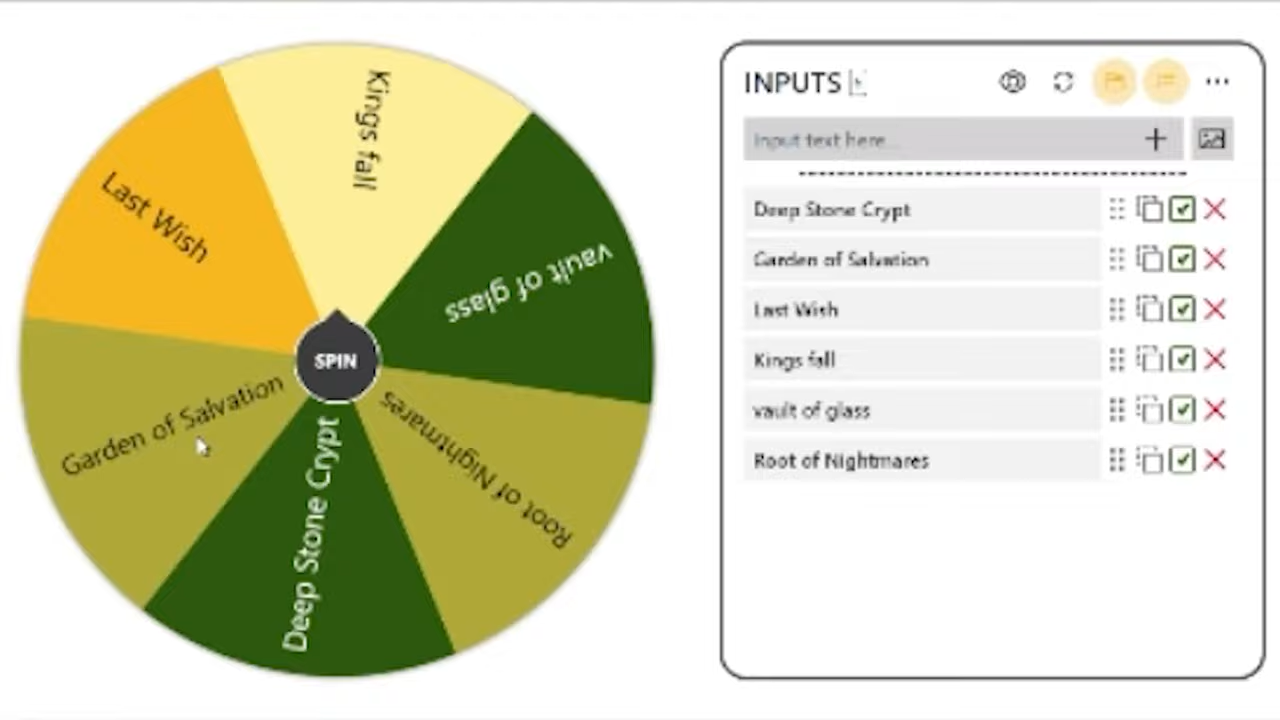 Kings fall
Last Wish
vault of glass
SPIN
Garden of Salvation
Root of Nightmares
Deep Stone Crypt
INPUTS
Input text here...
Deep Stone Crypt
Garden of Salvation
Last Wish
Kings fall
vault of glass
Root of Nightmares